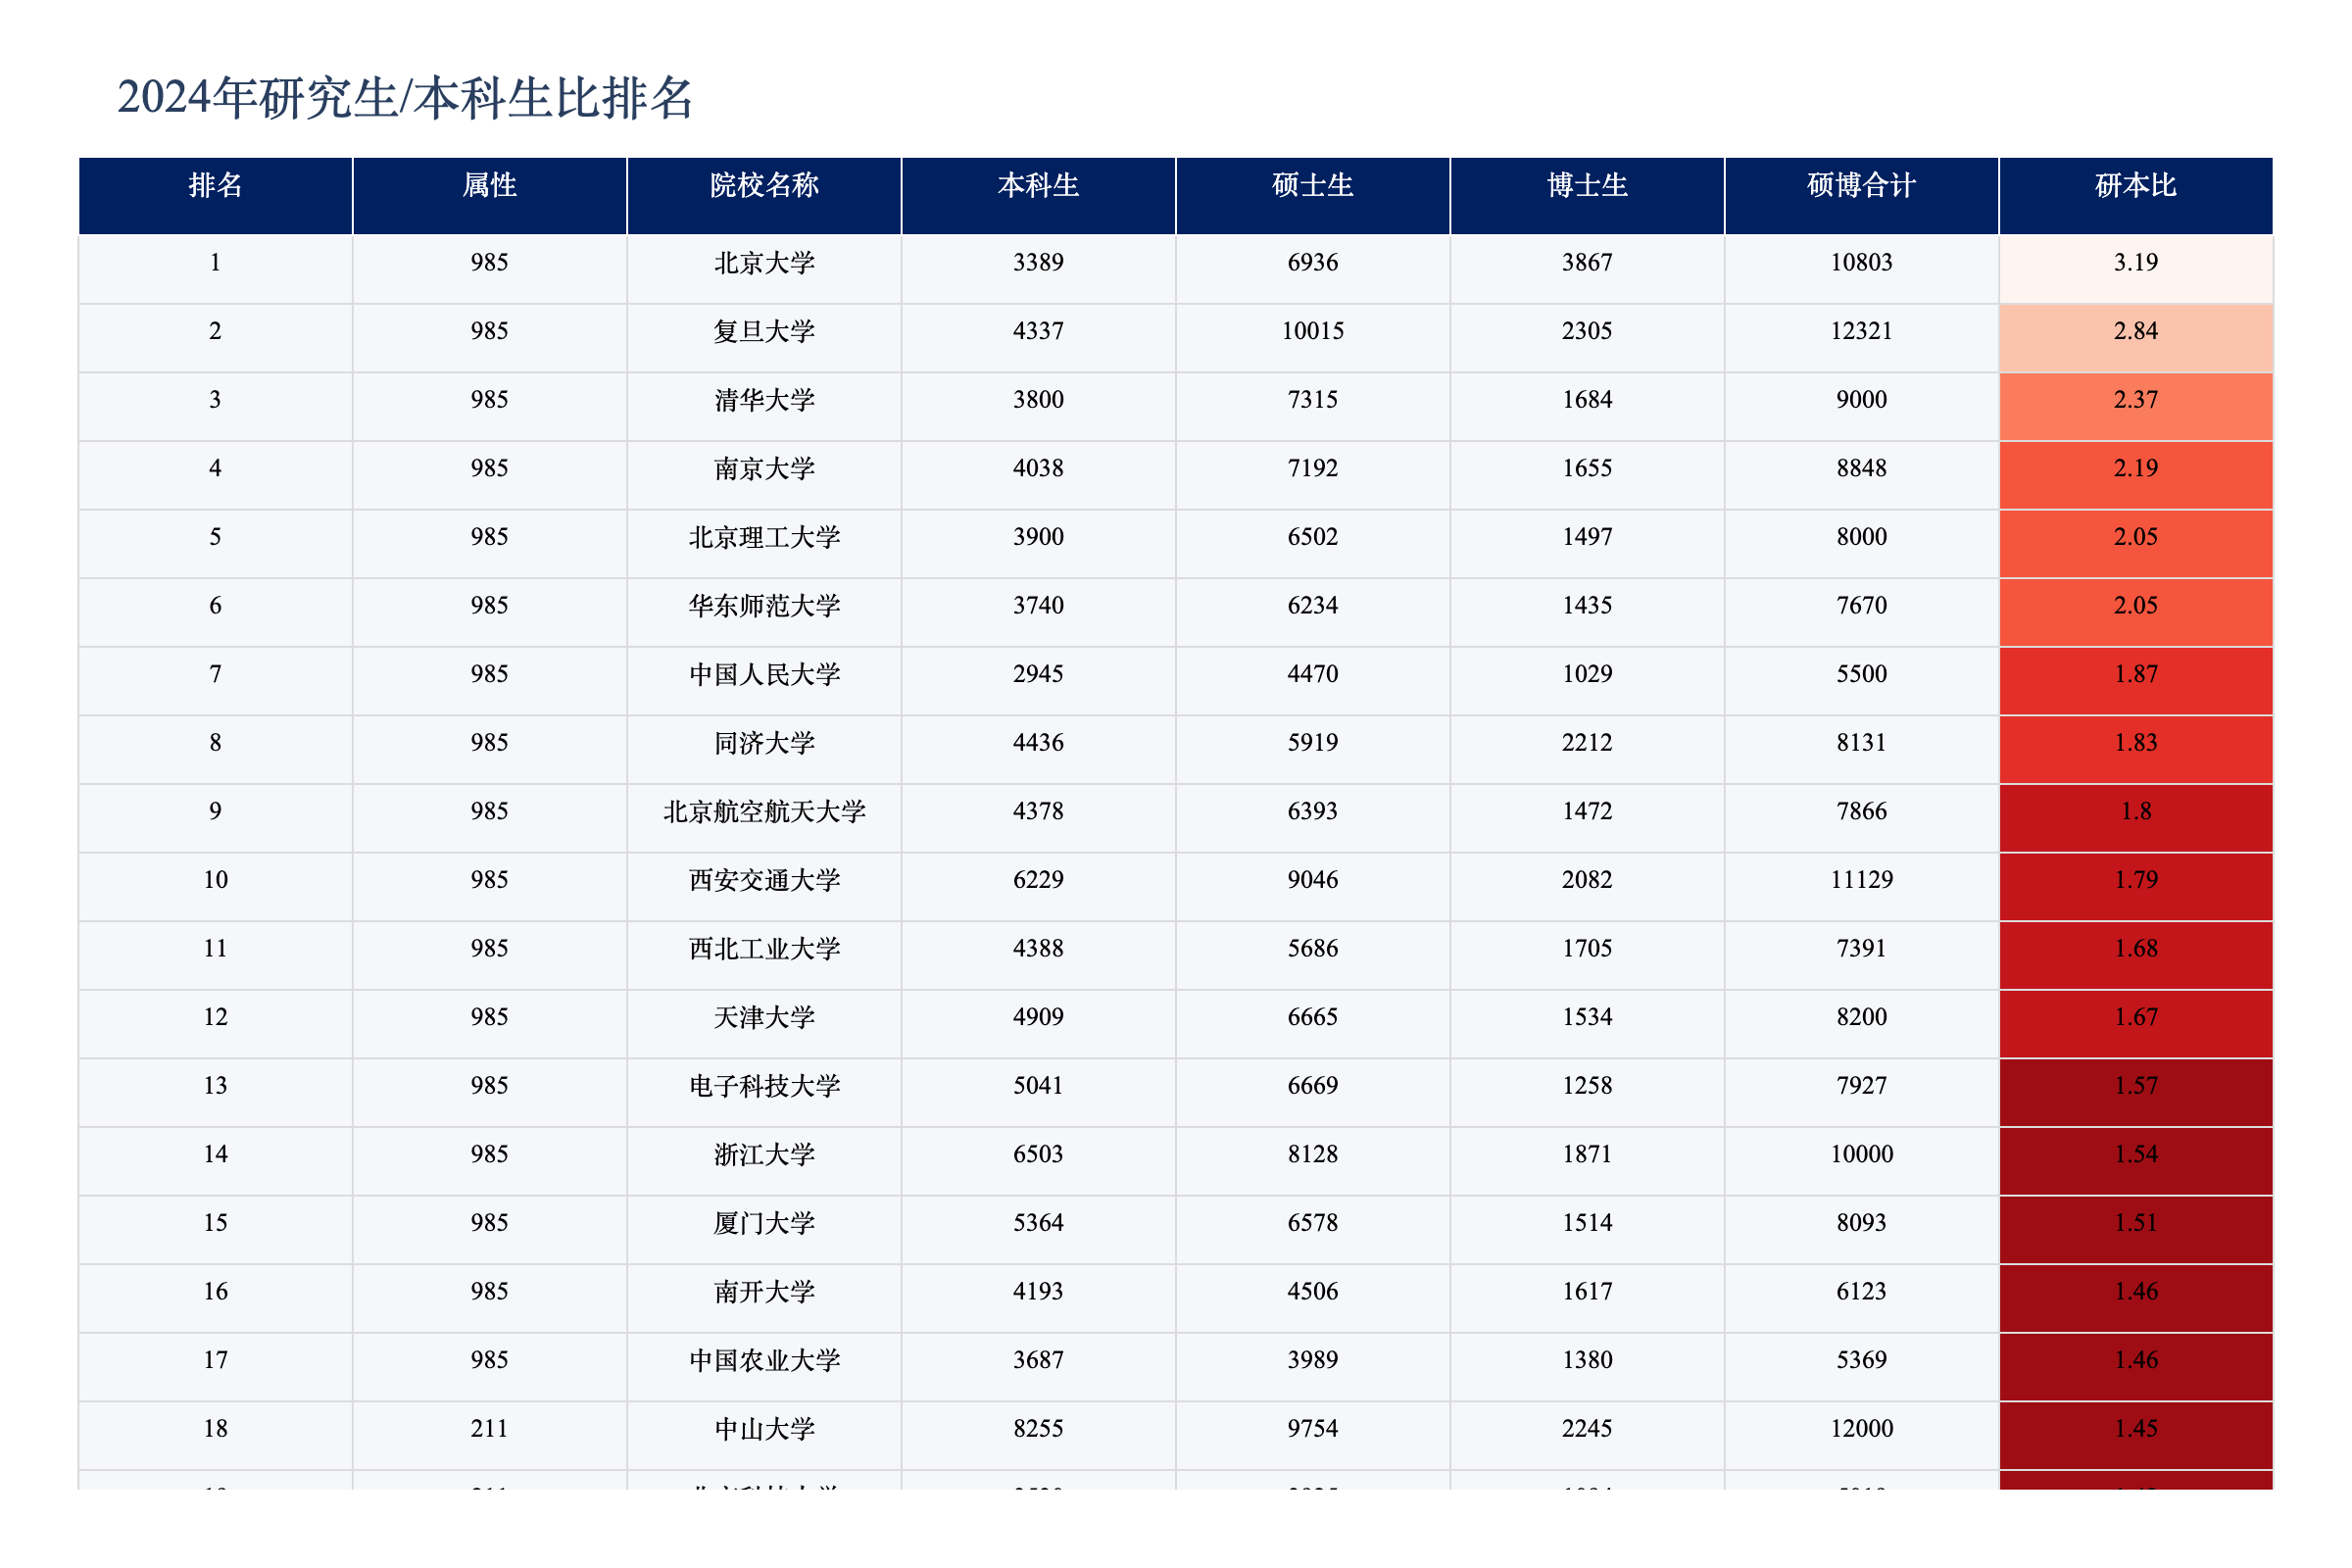 2024年研究生/本科生比排名
排名 属性 院校名称 本科生 硕士生 博士生 硕博合计 研本比
1 985 北京大学 3389 6936 3867 10803 3.19
2 985 复旦大学 4337 10015 2305 12321 2.84
3 985 清华大学 3800 7315 1684 9000 2.37
4 985 南京大学 4038 7192 1655 8848 2.19
5 985 北京理工大学 3900 6502 1497 8000 2.05
6 985 华东师范大学 3740 6234 1435 7670 2.05
7 985 中国人民大学 2945 4470 1029 5500 1.87
8 985 同济大学 4436 5919 2212 8131 1.83
9 985 北京航空航天大学 4378 6393 1472 7866 1.8
10 985 西安交通大学 6229 9046 2082 11129 1.79
11 985 西北工业大学 4388 5686 1705 7391 1.68
12 985 天津大学 4909 6665 1534 8200 1.67
13 985 电子科技大学 5041 6669 1258 7927 1.57
14 985 浙江大学 6503 8128 1871 10000 1.54
15 985 厦门大学 5364 6578 1514 8093 1.51
16 985 南开大学 4193 4506 1617 6123 1.46
17 985 中国农业大学 3687 3989 1380 5369 1.46
18 211 中山大学 8255 9754 2245 12000 1.45